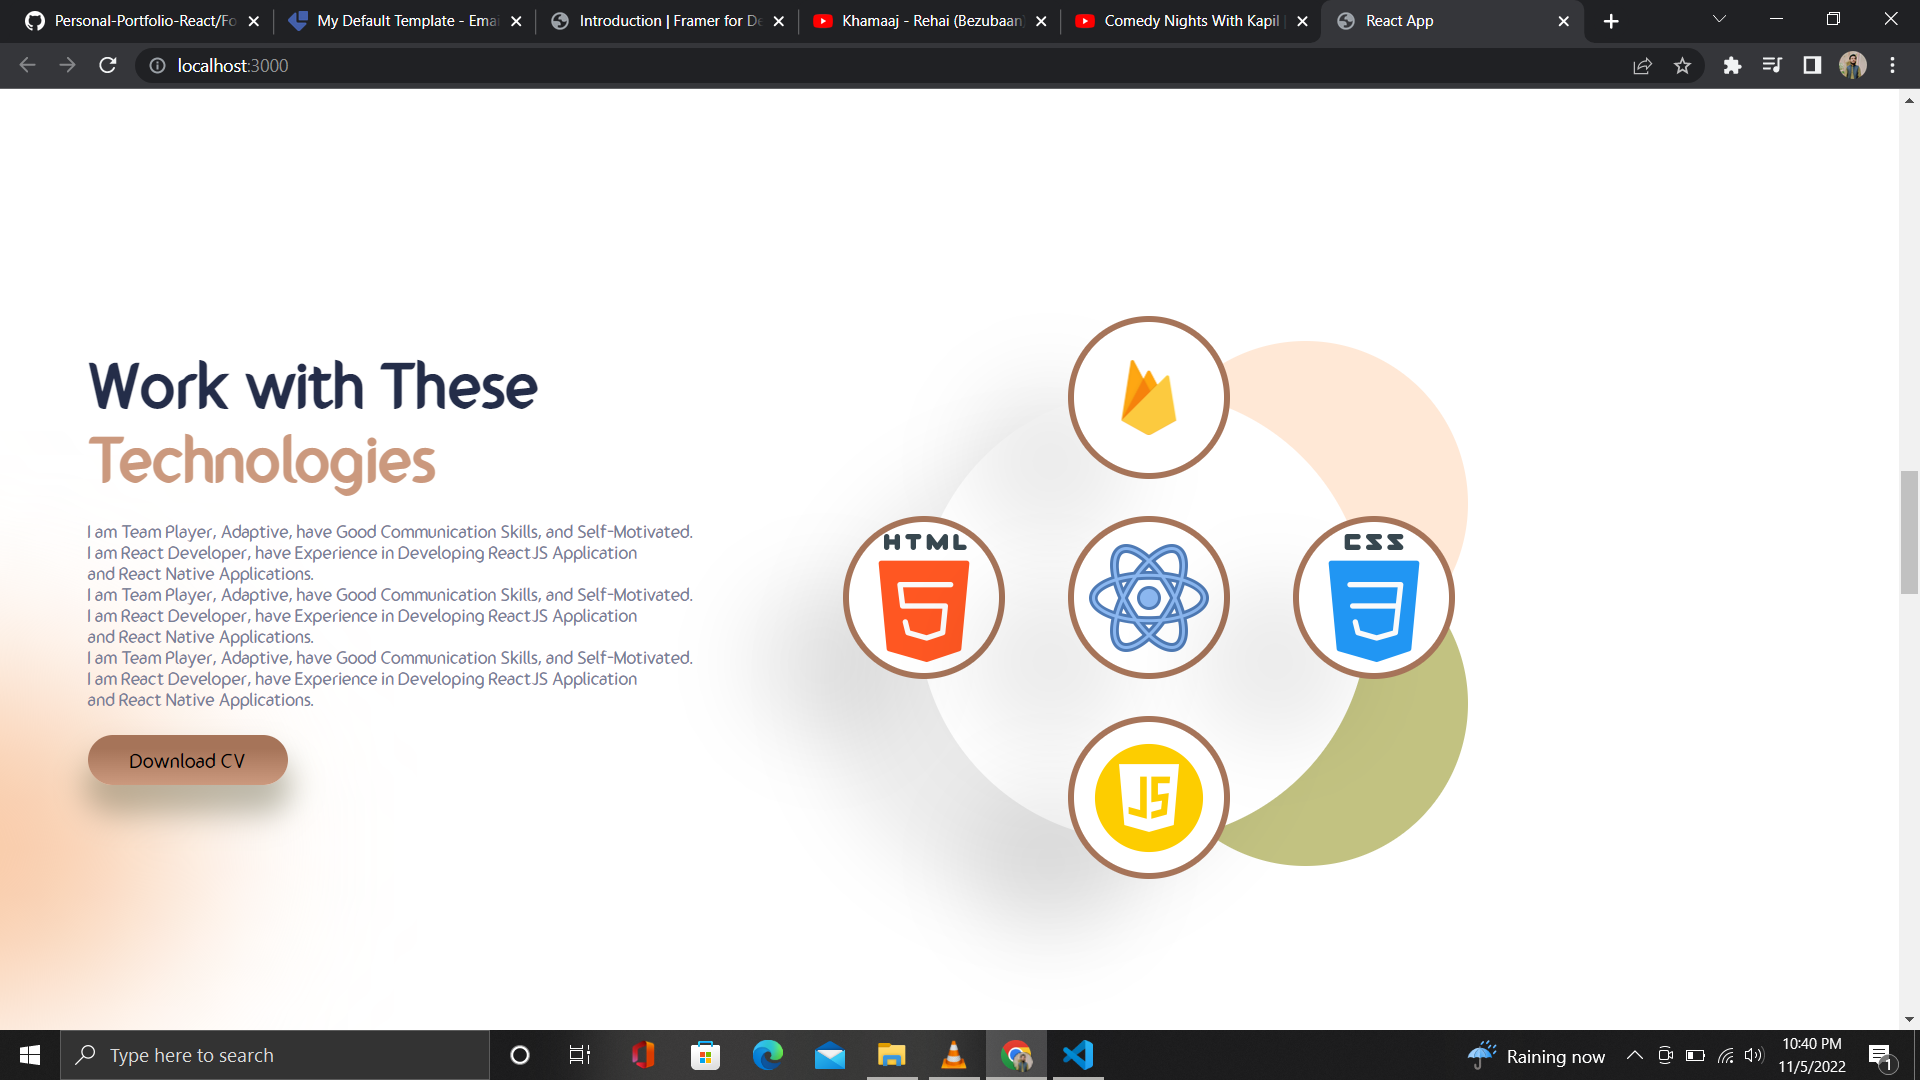 Personal-Portfolio-React/Fo
My Default Template - Emai
Introduction | Framer for De
Khamaaj - Rehai (Bezubaan)
Comedy Nights With Kapil |
React App
localhost:3000
Work with These
Technologies
I am Team Player, Adaptive, have Good Communication Skills, and Self-Motivated.
I am React Developer, have Experience in Developing ReactJS Application
and React Native Applications.
I am Team Player, Adaptive, have Good Communication Skills, and Self-Motivated.
I am React Developer, have Experience in Developing ReactJS Application
and React Native Applications.
I am Team Player, Adaptive, have Good Communication Skills, and Self-Motivated.
I am React Developer, have Experience in Developing ReactJS Application
and React Native Applications.
Download CV
HTML
5
CSS
3
JS
Type here to search
Raining now
10:40 PM
11/5/2022
1